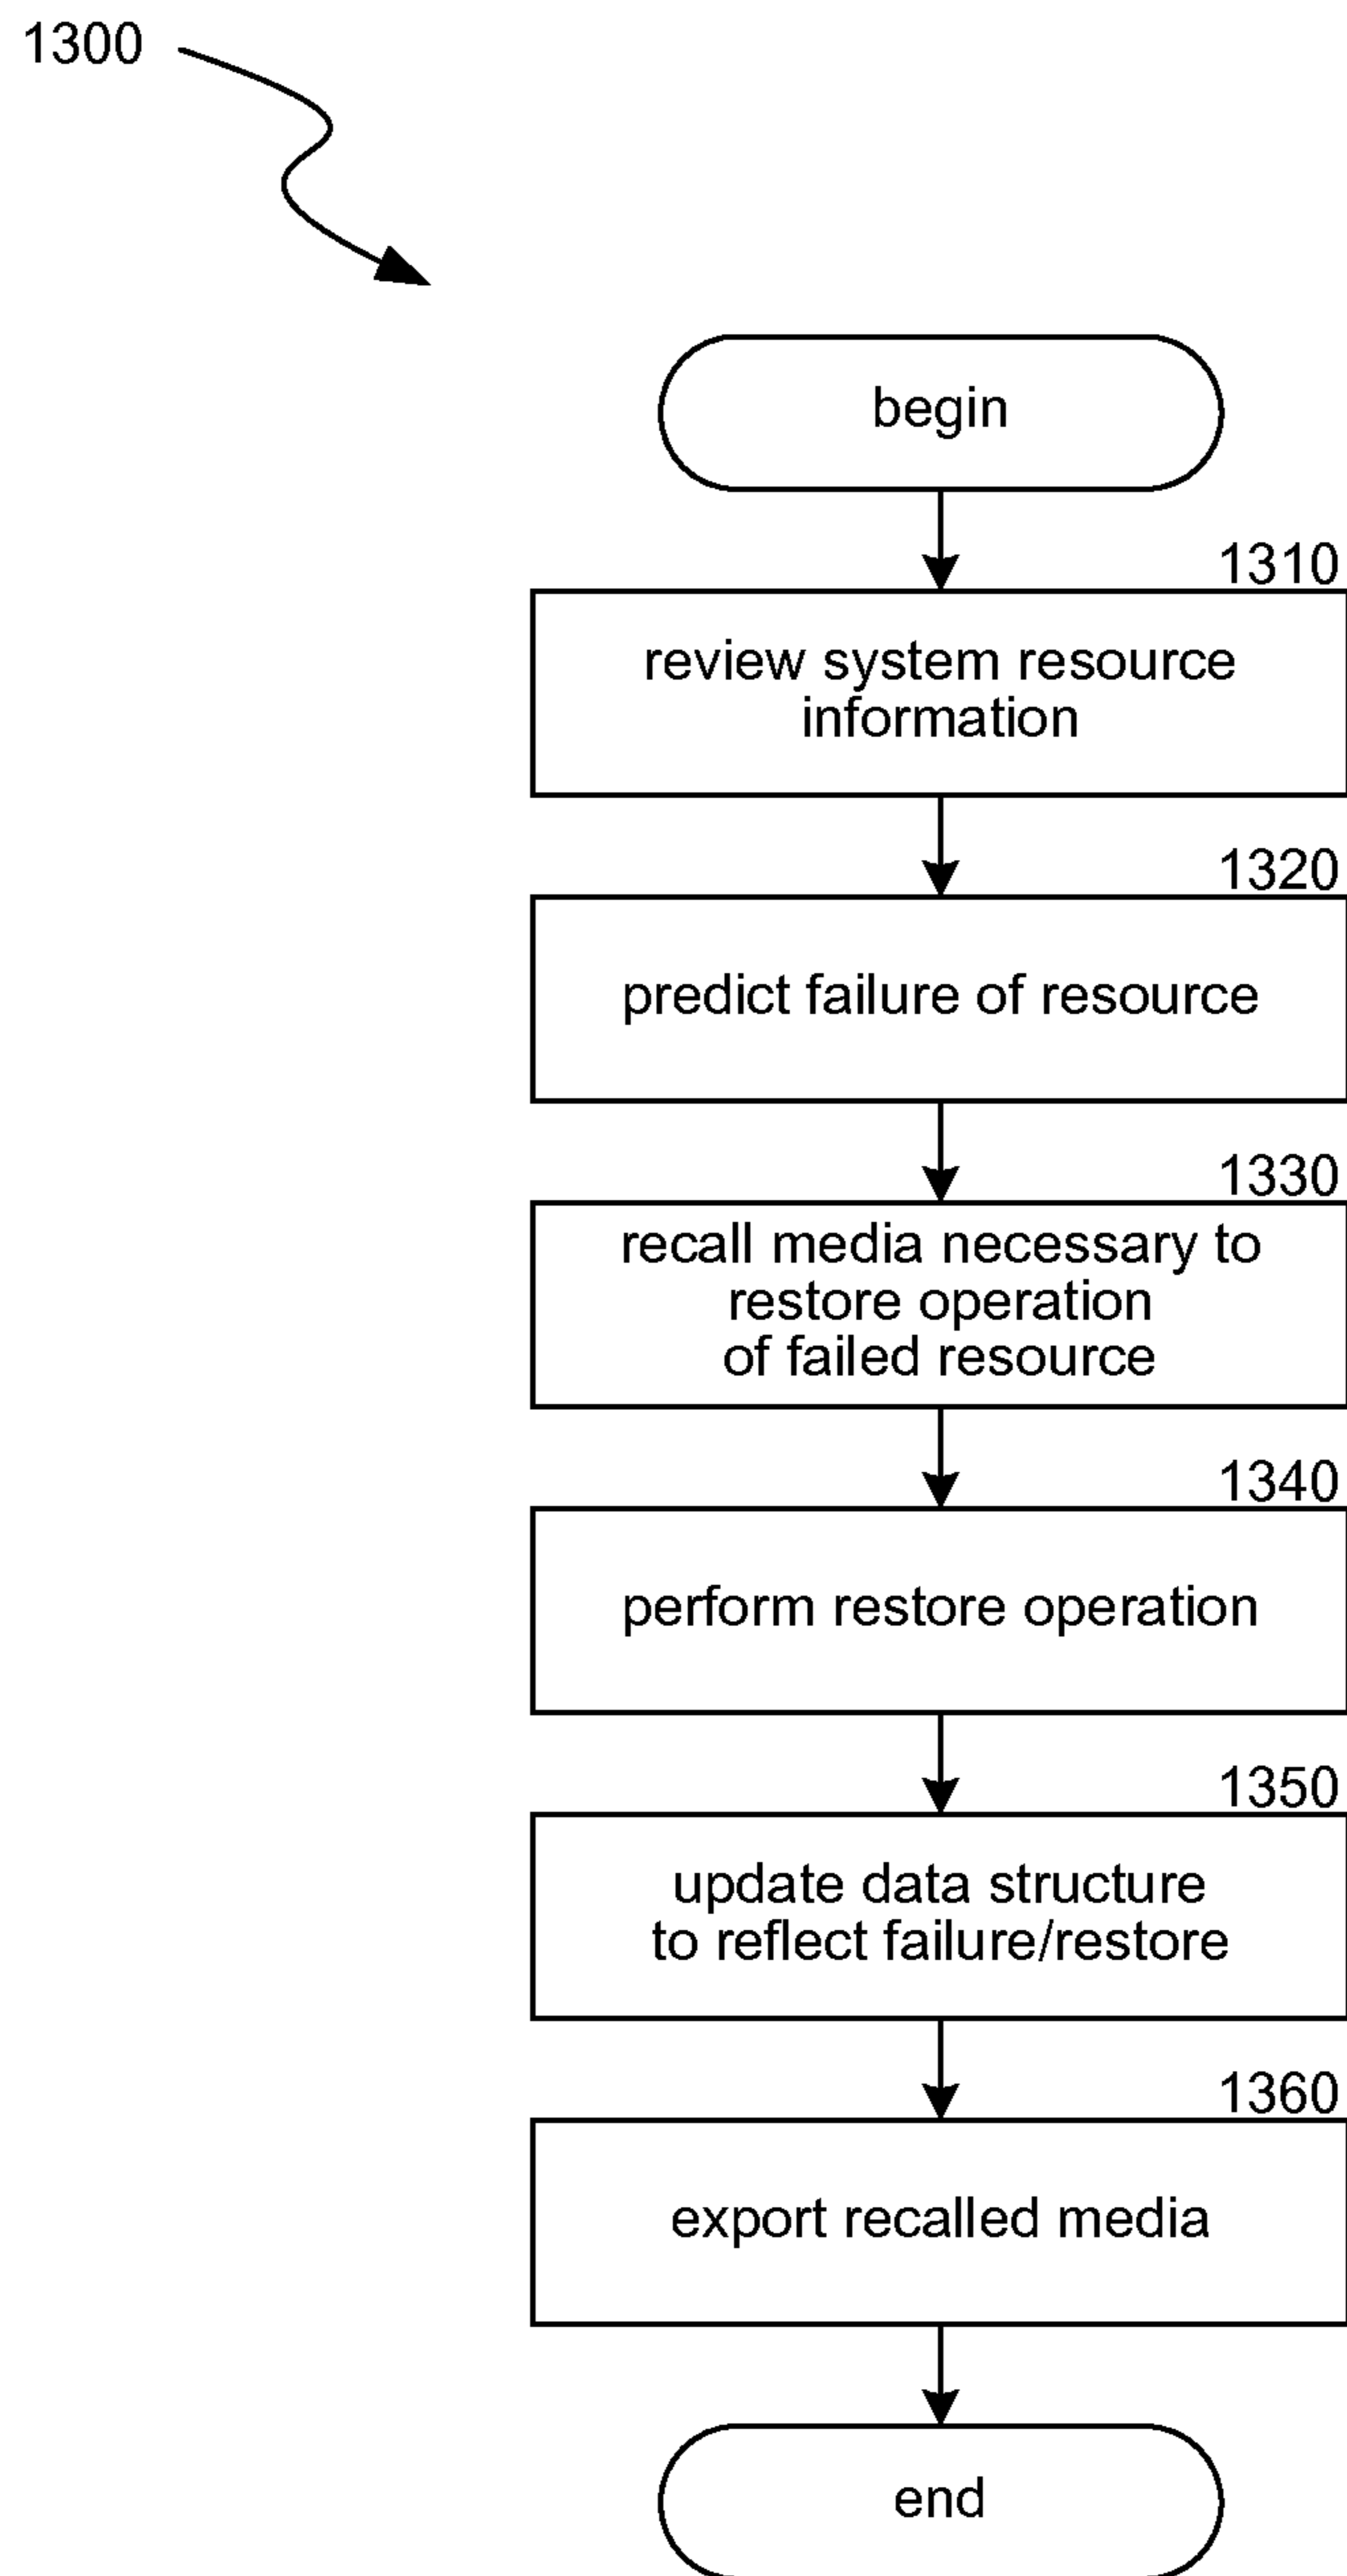 1300
begin
1310
review system resource
information
1320
predict failure of resource
1330
recall media necessary to
restore operation
of failed resource
1340
perform restore operation
1350
update data structure
to reflect failure/restore
1360
export recalled media
end